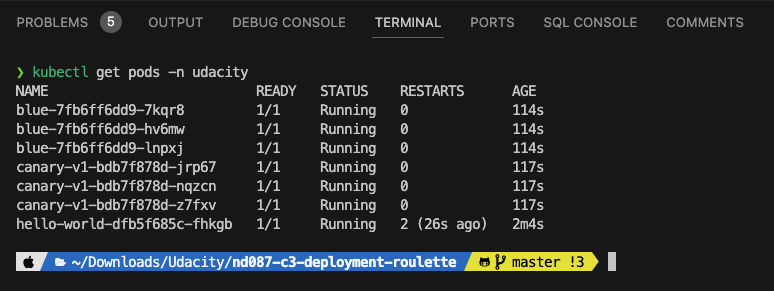 PROBLEMS 5 OUTPUT DEBUG CONSOLE TERMINAL PORTS SQL CONSOLE COMMENTS
❯ kubectl get pods -n udacity
NAME READY STATUS RESTARTS AGE
blue-7fb6ff6dd9-7kqr8 1/1 Running 0 114s
blue-7fb6ff6dd9-hv6mw 1/1 Running 0 114s
blue-7fb6ff6dd9-lnpxj 1/1 Running 0 114s
canary-v1-bdb7f878d-jrp67 1/1 Running 0 117s
canary-v1-bdb7f878d-nqzcn 1/1 Running 0 117s
canary-v1-bdb7f878d-z7fxv 1/1 Running 0 117s
hello-world-dfb5f685c-fhkgb 1/1 Running 2 (26s ago) 2m4s
~/Downloads/Udacity/nd087-c3-deployment-roulette master !3